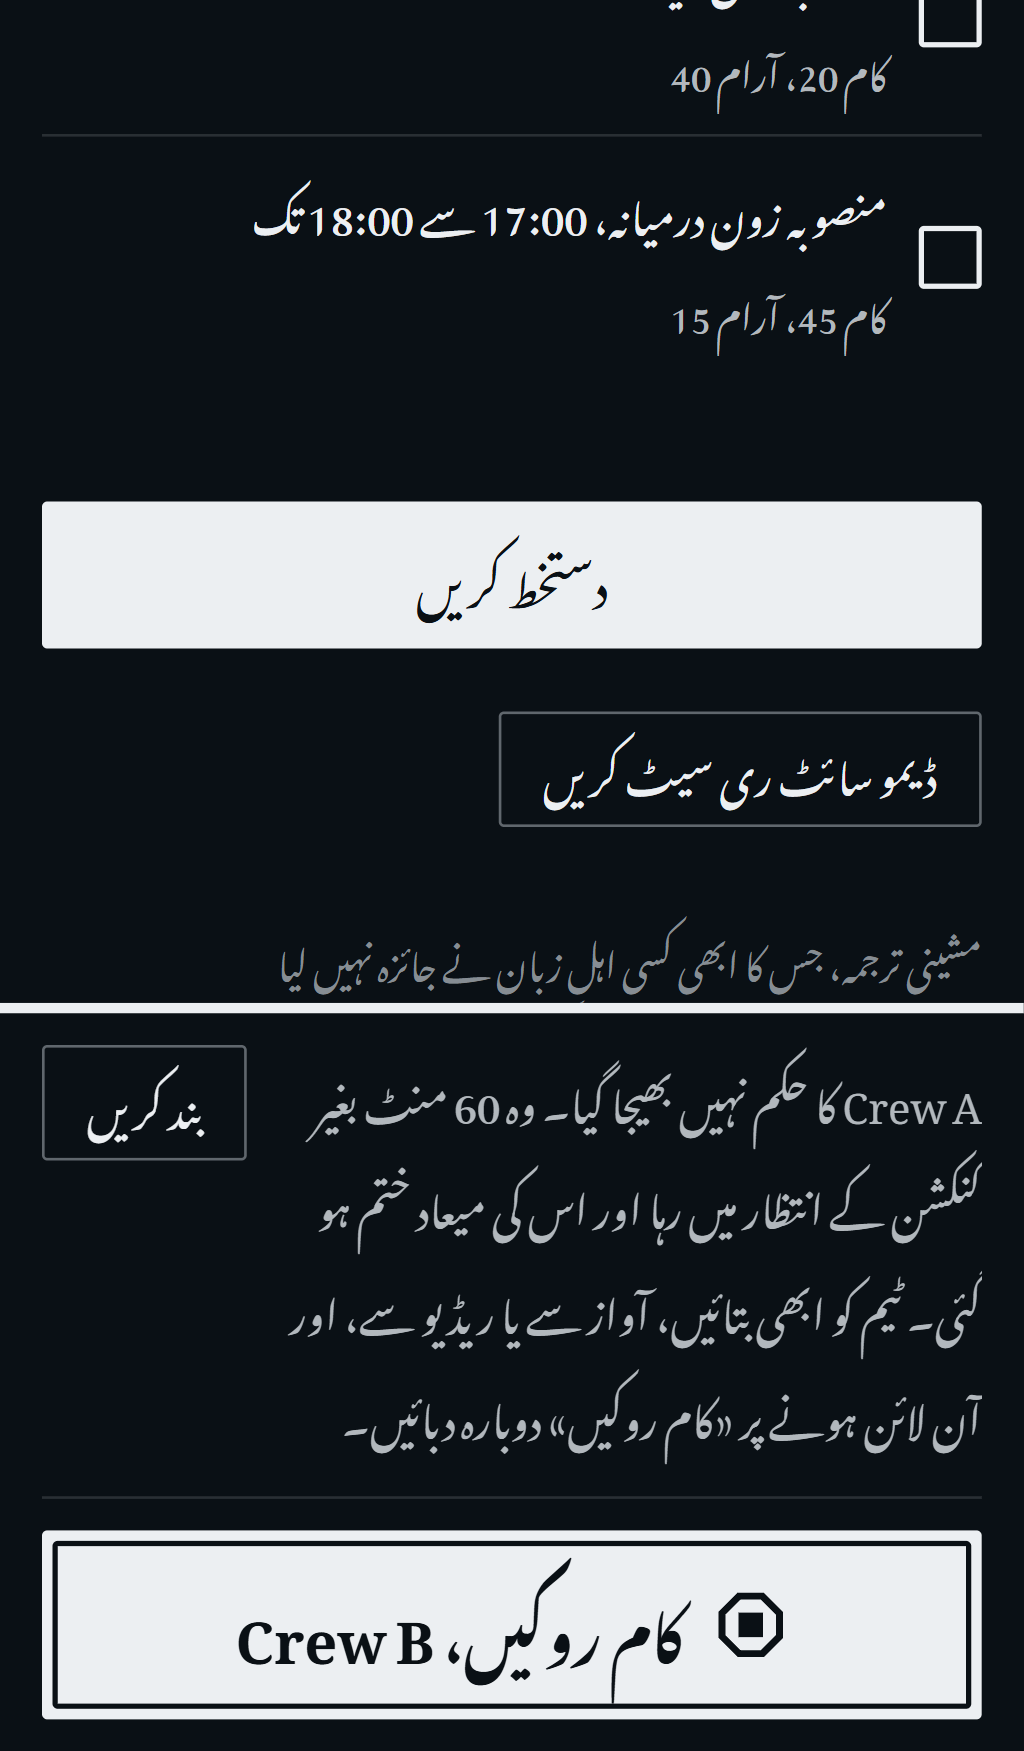 کام 20، آرام 40
منصوبہ زون درمیانہ، 17:00 سے 18:00 تک
کام 45، آرام 15
دستخط کریں
ڈیمو سائٹ ری سیٹ کریں
مشینی ترجمہ، جس کا ابھی کسی اہلِ زبان نے جائزہ نہیں لیا
Crew A کا حکم نہیں بھیجا گیا۔ وہ 60 منٹ بغیر
کنکشن کے انتظار میں رہا اور اس کی میعاد ختم ہو
گئی۔ ٹیم کو ابھی بتائیں، آواز سے یا ریڈیو سے، اور
آن لائن ہونے پر «کام روکیں» دوبارہ دبائیں۔
بند کریں
کام روکیں، Crew B